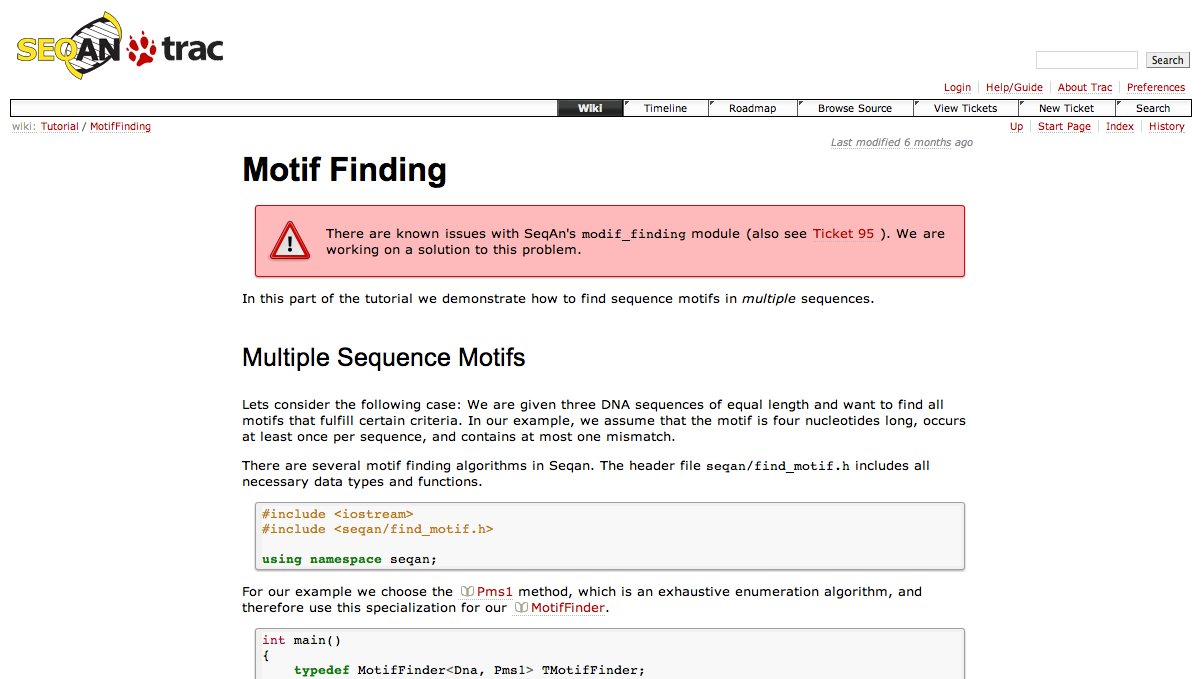 SEQAN trac
Search
Login Help/Guide About Trac Preferences
Wiki Timeline Roadmap Browse Source View Tickets New Ticket Search
wiki: Tutorial / MotifFinding
Up Start Page Index History
Last modified 6 months ago
Motif Finding
There are known issues with SeqAn's modif_finding module (also see Ticket 95 ). We are
working on a solution to this problem.
In this part of the tutorial we demonstrate how to find sequence motifs in multiple sequences.
Multiple Sequence Motifs
Lets consider the following case: We are given three DNA sequences of equal length and want to find all
motifs that fulfill certain criteria. In our example, we assume that the motif is four nucleotides long, occurs
at least once per sequence, and contains at most one mismatch.
There are several motif finding algorithms in Seqan. The header file seqan/find_motif.h includes all
necessary data types and functions.
#include <iostream>
#include <seqan/find_motif.h>
using namespace seqan;
For our example we choose the Pms1 method, which is an exhaustive enumeration algorithm, and
therefore use this specialization for our MotifFinder.
int main()
{
typedef MotifFinder<Dna, Pms1> TMotifFinder;